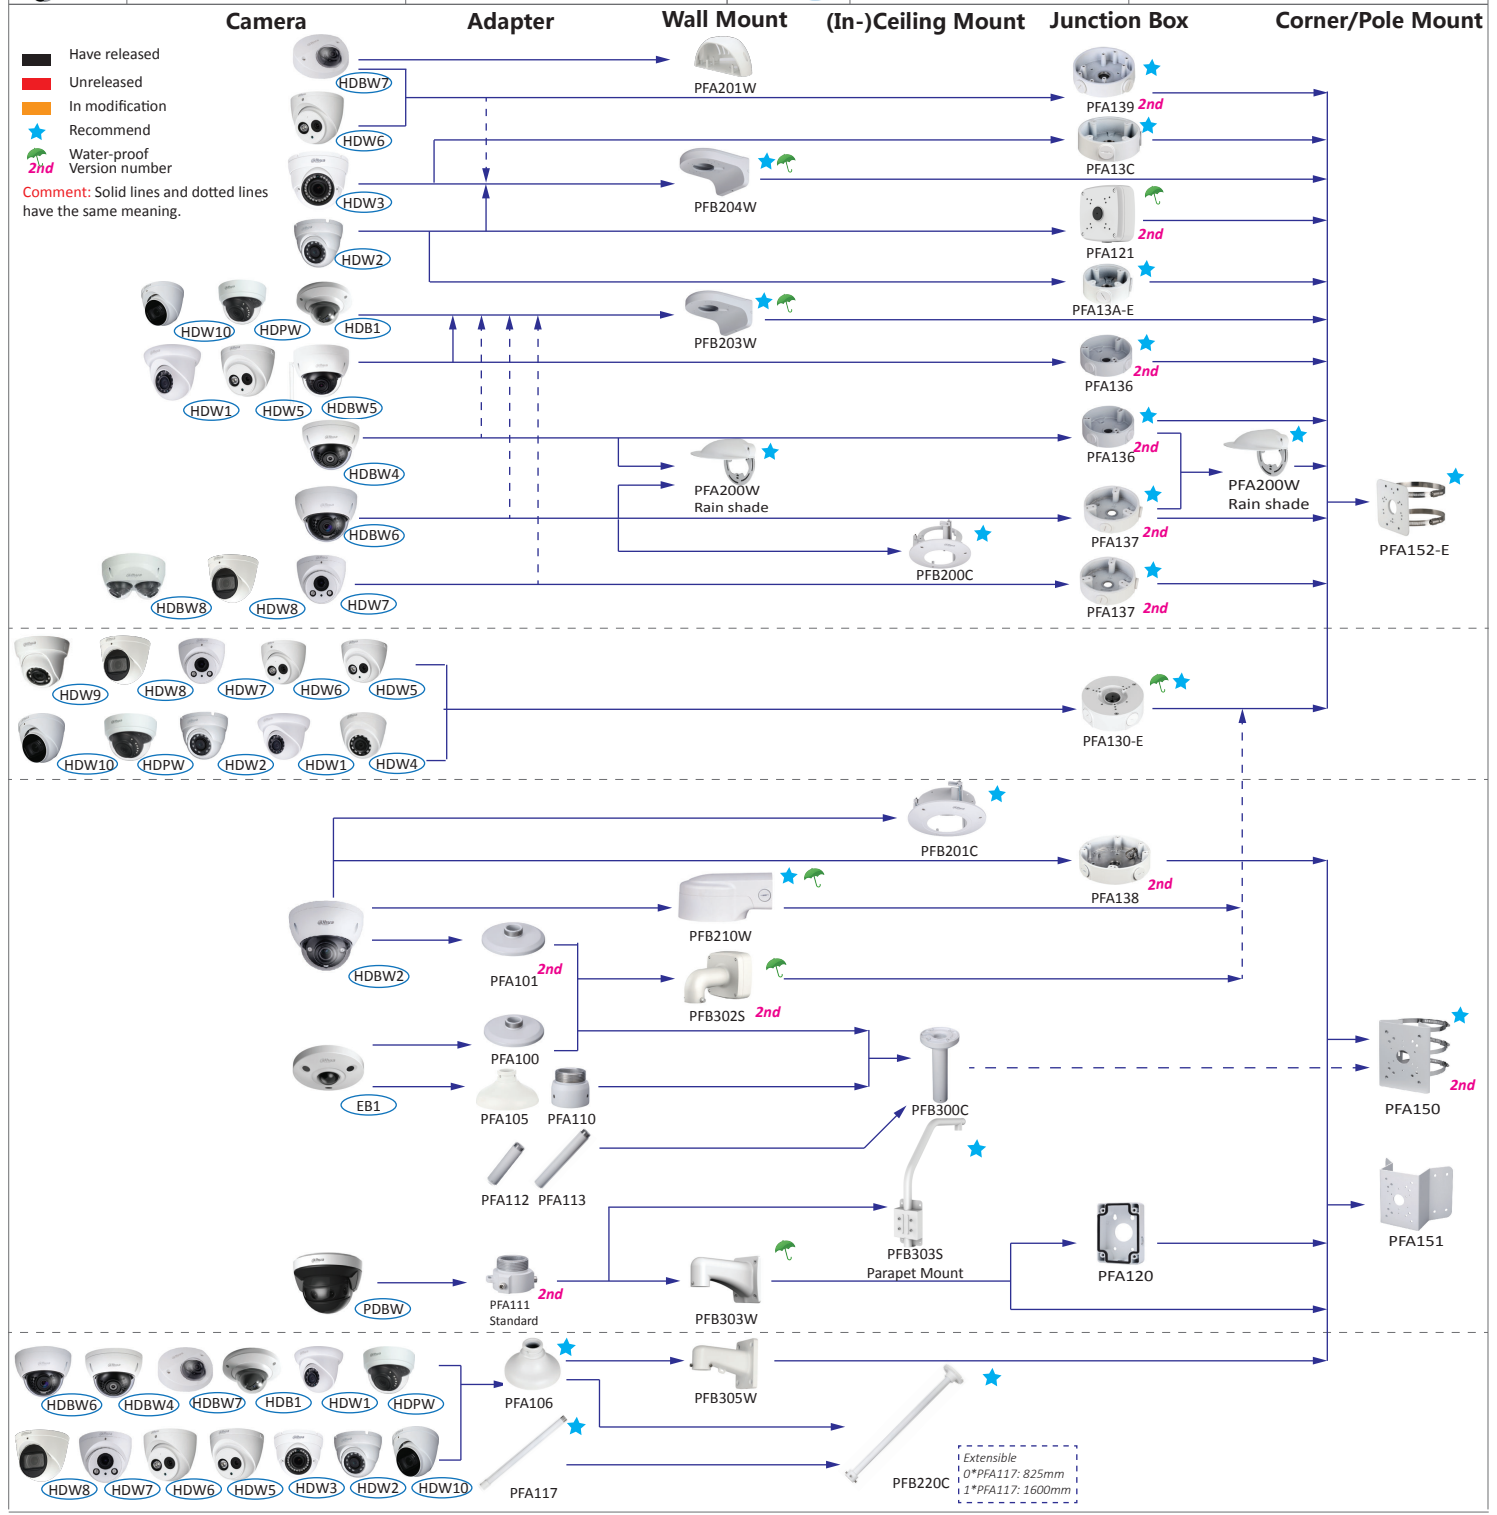 Camera
Adapter
Wall Mount
(In-)Ceiling Mount
Junction Box
Corner/Pole Mount
Have released
Unreleased
In modification
Recommend
Water-proof
2nd Version number
Comment: Solid lines and dotted lines
have the same meaning.
HDBW7
PFA201W
PFA139 2nd
HDW6
PFA13C
HDW3
PFB204W
2nd
HDW2
PFA121
PFA13A-E
HDW10
HDPW
HDB1
PFB203W
2nd
PFA136
HDW1
HDW5
HDBW5
2nd
PFA136
HDBW4
PFA200W
Rain shade
PFA200W
Rain shade
HDBW6
PFA137 2nd
PFA152-E
PFB200C
HDBW8
HDW8
HDW7
PFA137 2nd
HDW9
HDW8
HDW7
HDW6
HDW5
PFA130-E
HDW10
HDPW
HDW2
HDW1
HDW4
PFB201C
2nd
PFA138
PFB210W
HDBW2
PFA101 2nd
PFB302S 2nd
PFA100
EB1
PFA105
PFA110
PFB300C
2nd
PFA150
PFA112
PFA113
PFB303S
Parapet Mount
PFA151
PFA120
PDBW
PFA111
Standard
2nd
PFB303W
HDBW6
HDBW4
HDBW7
HDB1
HDW1
HDPW
PFA106
PFB305W
HDW8
HDW7
HDW6
HDW5
HDW3
HDW2
HDW10
PFA117
PFB220C
Extensible
0*PFA117: 825mm
1*PFA117: 1600mm